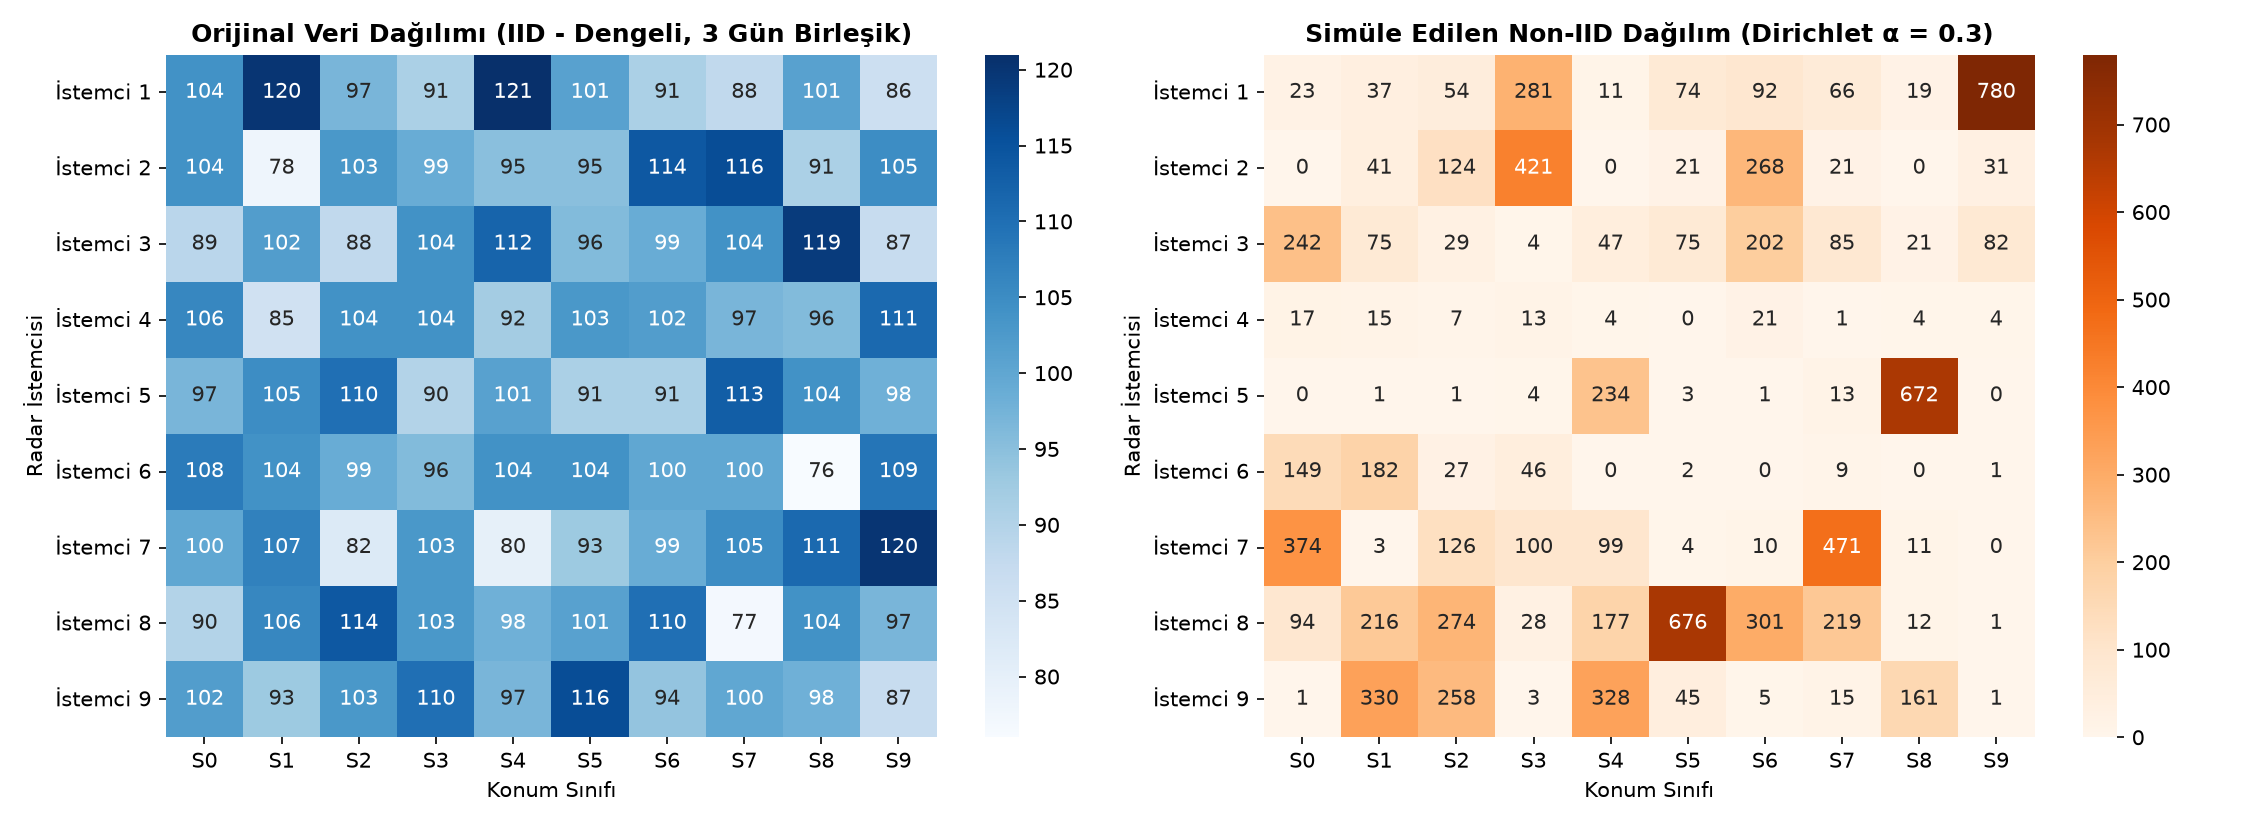 Orijinal Veri Dağılımı (IID - Dengeli, 3 Gün Birleşik)
Radar İstemcisi
İstemci 1 104 120 97 91 121 101 91 88 101 86
İstemci 2 104 78 103 99 95 95 114 116 91 105
İstemci 3 89 102 88 104 112 96 99 104 119 87
İstemci 4 106 85 104 104 92 103 102 97 96 111
İstemci 5 97 105 110 90 101 91 91 113 104 98
İstemci 6 108 104 99 96 104 104 100 100 76 109
İstemci 7 100 107 82 103 80 93 99 105 111 120
İstemci 8 90 106 114 103 98 101 110 77 104 97
İstemci 9 102 93 103 110 97 116 94 100 98 87
S0 S1 S2 S3 S4 S5 S6 S7 S8 S9
Konum Sınıfı
120
115
110
105
100
95
90
85
80
Simüle Edilen Non-IID Dağılım (Dirichlet α = 0.3)
Radar İstemcisi
İstemci 1 23 37 54 281 11 74 92 66 19 780
İstemci 2 0 41 124 421 0 21 268 21 0 31
İstemci 3 242 75 29 4 47 75 202 85 21 82
İstemci 4 17 15 7 13 4 0 21 1 4 4
İstemci 5 0 1 1 4 234 3 1 13 672 0
İstemci 6 149 182 27 46 0 2 0 9 0 1
İstemci 7 374 3 126 100 99 4 10 471 11 0
İstemci 8 94 216 274 28 177 676 301 219 12 1
İstemci 9 1 330 258 3 328 45 5 15 161 1
S0 S1 S2 S3 S4 S5 S6 S7 S8 S9
Konum Sınıfı
700
600
500
400
300
200
100
0